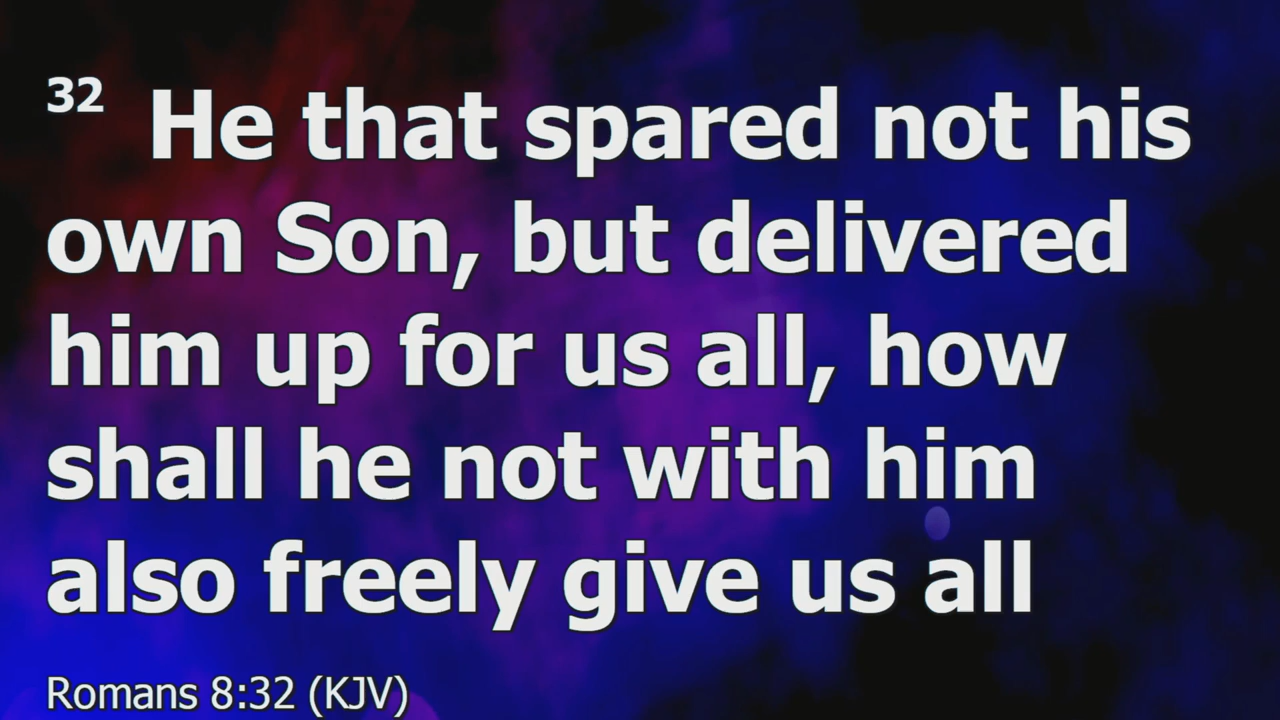 32 He that spared not his
own Son, but delivered
him up for us all, how
shall he not with him
also freely give us all
Romans 8:32 (KJV)